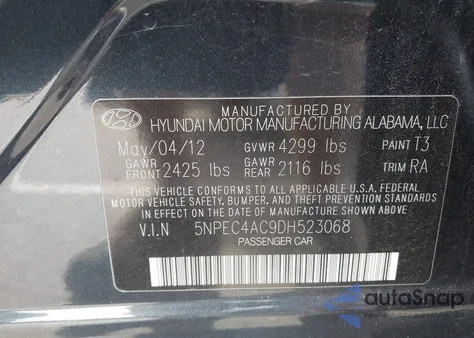 MANUFACTURED BY
HYUNDAI MOTOR MANUFACTURING ALABAMA, LLC
May/04/12 GVWR 4299 lbs PAINT T3
GAWR FRONT 2425 lbs GAWR REAR 2116 lbs TRIM RA
THIS VEHICLE CONFORMS TO ALL APPLICABLE U.S.A. FEDERAL
MOTOR VEHICLE SAFETY, BUMPER, AND THEFT PREVENTION STANDARDS
IN EFFECT ON THE DATE OF MANUFACTURE SHOWN ABOVE.
V.I.N 5NPEC4AC9DH523068
PASSENGER CAR
autoSnap